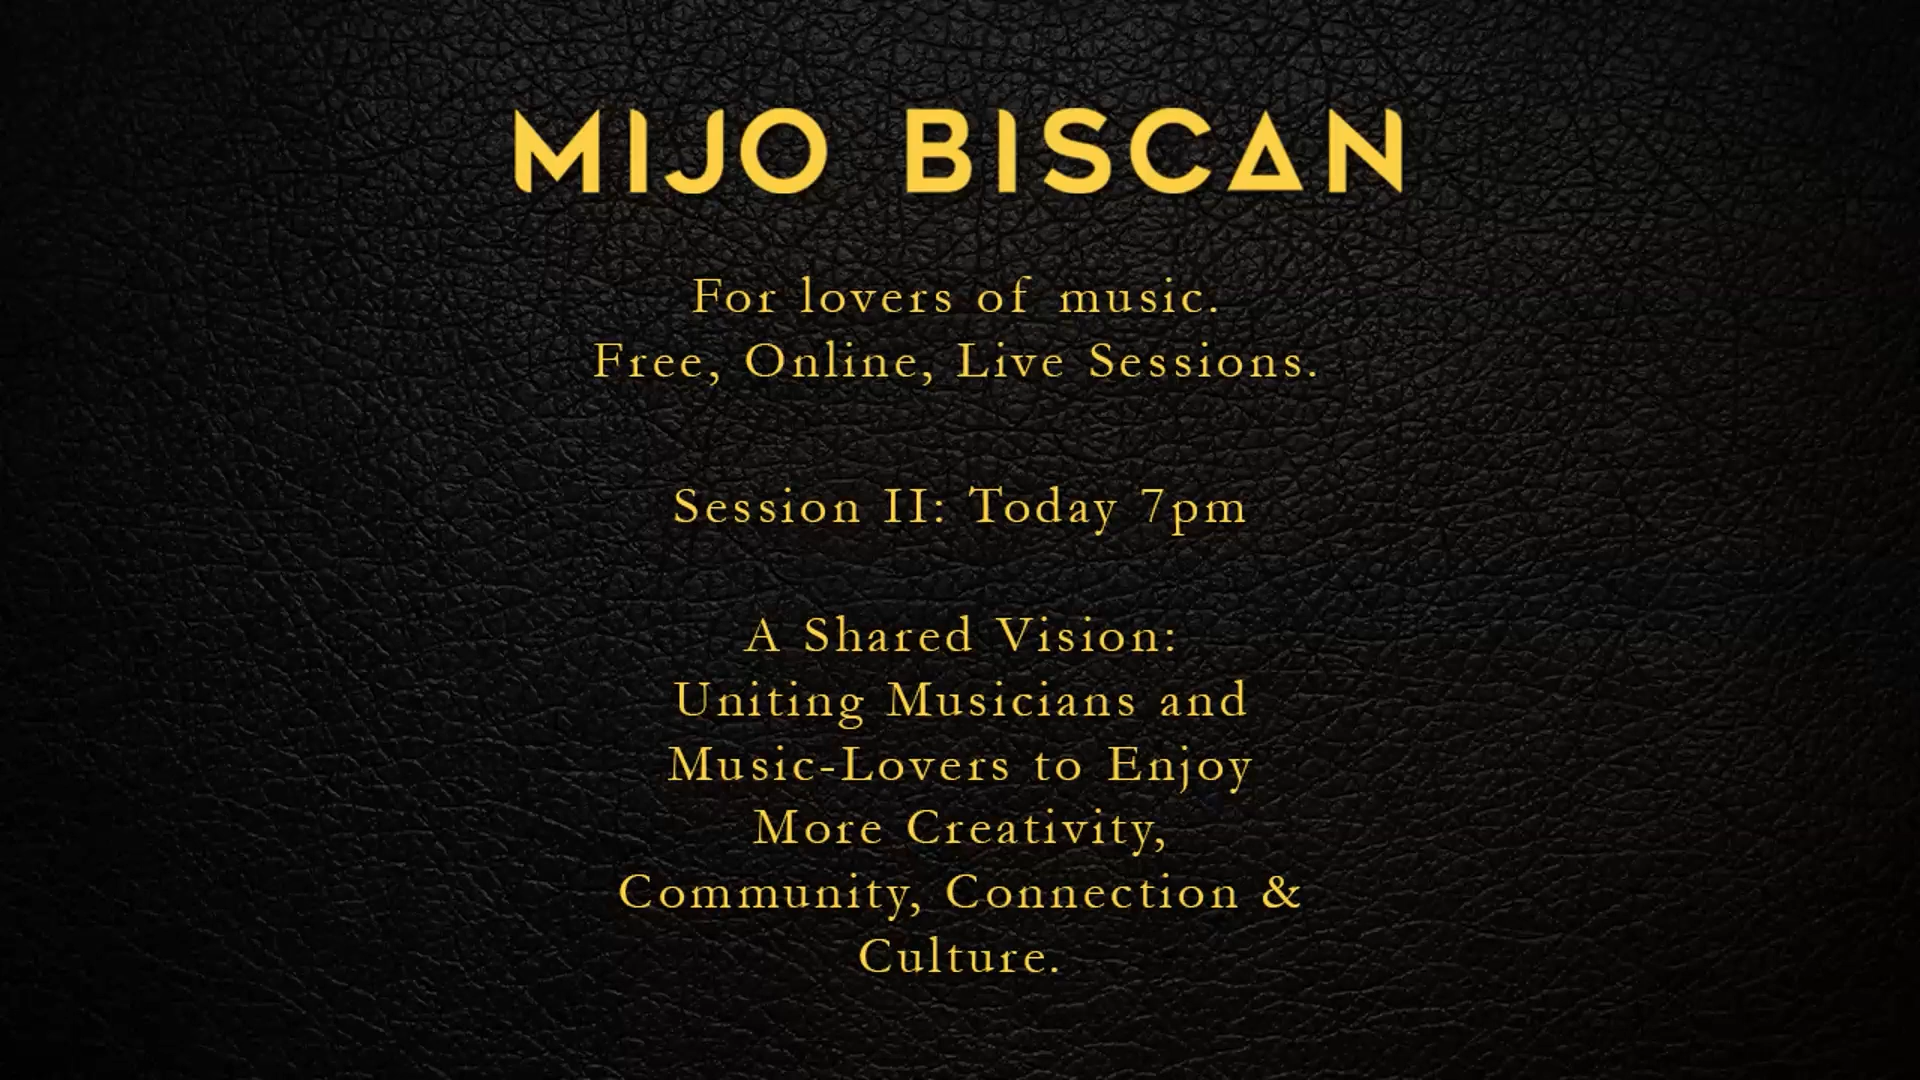 MIJO BISCAN
For lovers of music.
Free, Online, Live Sessions.
Session II: Today 7pm
A Shared Vision:
Uniting Musicians and
Music-Lovers to Enjoy
More Creativity,
Community, Connection &
Culture.